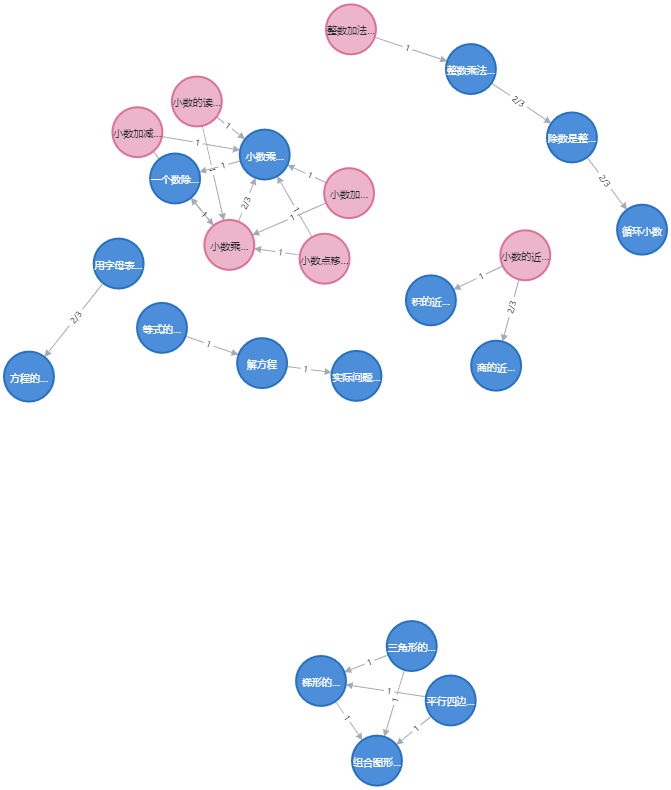 整数加法...
1
整数乘法...
2/3
小数的读...
小数加减...
1
除数是整...
1
小数乘...
一个数除...
1
1
1
2/3
小数加...
2/3
1
1
1
循环小数
小数乘...
1
小数点移...
小数的近...
用字母表...
1
积的近...
2/3
2/3
等式的...
1
解方程
1
商的近...
方程的...
实际问题...
三角形的...
1
梯形的...
1
1
平行四边...
1
1
组合图形...